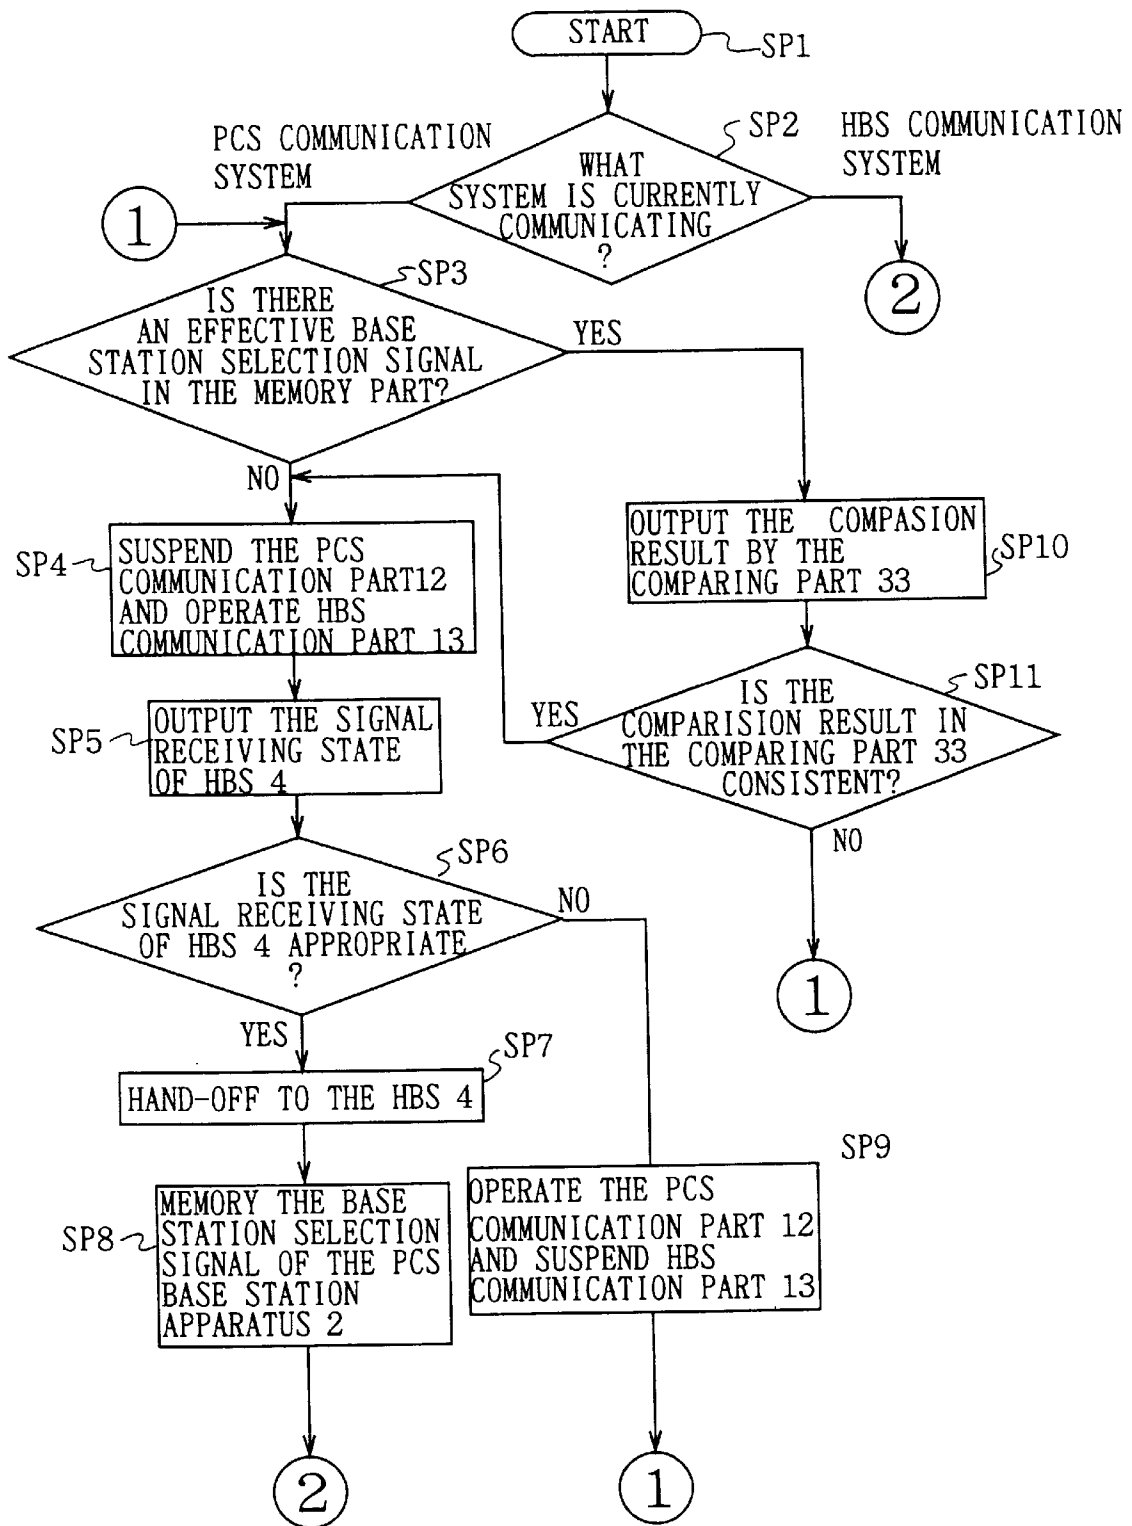 START
SP1
PCS COMMUNICATION
SYSTEM
SP2
HBS COMMUNICATION
SYSTEM
WHAT
SYSTEM IS CURRENTLY
COMMUNICATING
?
1
2
SP3
IS THERE
AN EFFECTIVE BASE
STATION SELECTION SIGNAL
IN THE MEMORY PART?
YES
NO
SP4
SUSPEND THE PCS
COMMUNICATION PART12
AND OPERATE HBS
COMMUNICATION PART 13
OUTPUT THE COMPASION
RESULT BY THE
COMPARING PART 33
SP10
SP5
OUTPUT THE SIGNAL
RECEIVING STATE
OF HBS 4
SP11
YES
IS THE
COMPARISION RESULT IN
THE COMPARING PART 33
CONSISTENT?
NO
1
SP6
IS THE
SIGNAL RECEIVING STATE
OF HBS 4 APPROPRIATE
?
NO
YES
SP7
HAND-OFF TO THE HBS 4
SP8
MEMORY THE BASE
STATION SELECTION
SIGNAL OF THE PCS
BASE STATION
APPARATUS 2
SP9
OPERATE THE PCS
COMMUNICATION PART 12
AND SUSPEND HBS
COMMUNICATION PART 13
2
1